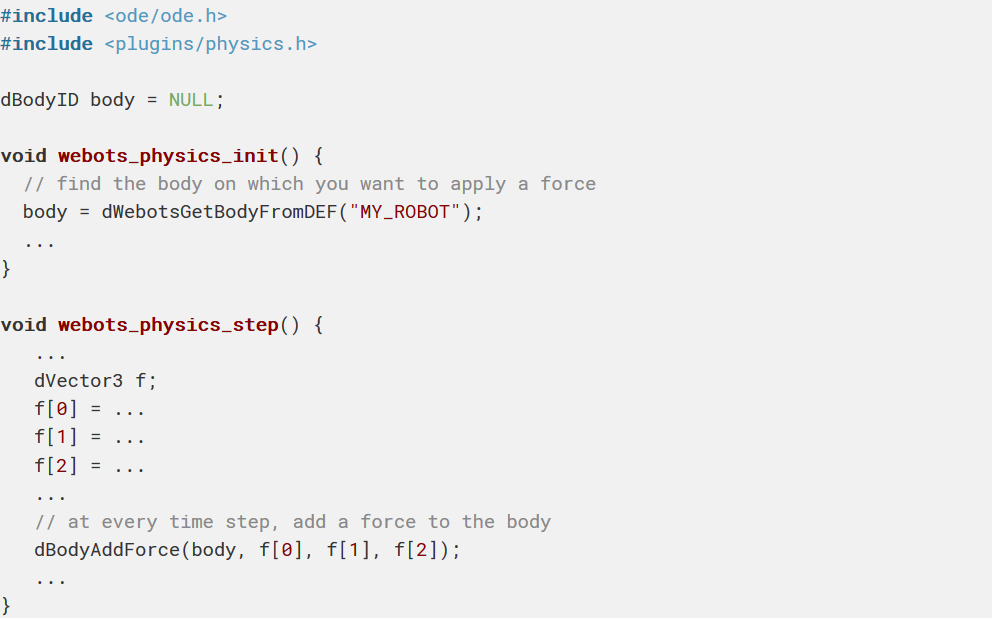 #include <ode/ode.h>
#include <plugins/physics.h>

dBodyID body = NULL;

void webots_physics_init() {
  // find the body on which you want to apply a force
  body = dWebotsGetBodyFromDEF("MY_ROBOT");
  ...
}

void webots_physics_step() {
   ...
   dVector3 f;
   f[0] = ...
   f[1] = ...
   f[2] = ...
   ...
   // at every time step, add a force to the body
   dBodyAddForce(body, f[0], f[1], f[2]);
   ...
}